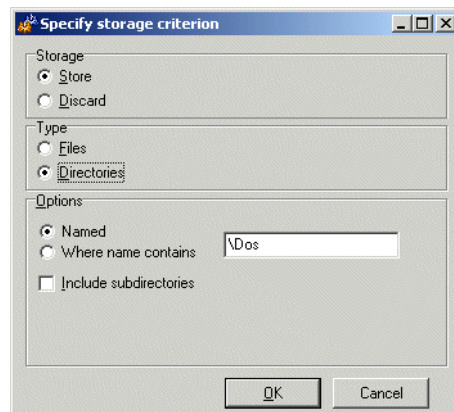 Specify storage criterion
Storage
Store
Discard
Type
Files
Directories
Options
Named
Where name contains
\Dos
Include subdirectories
OK
Cancel